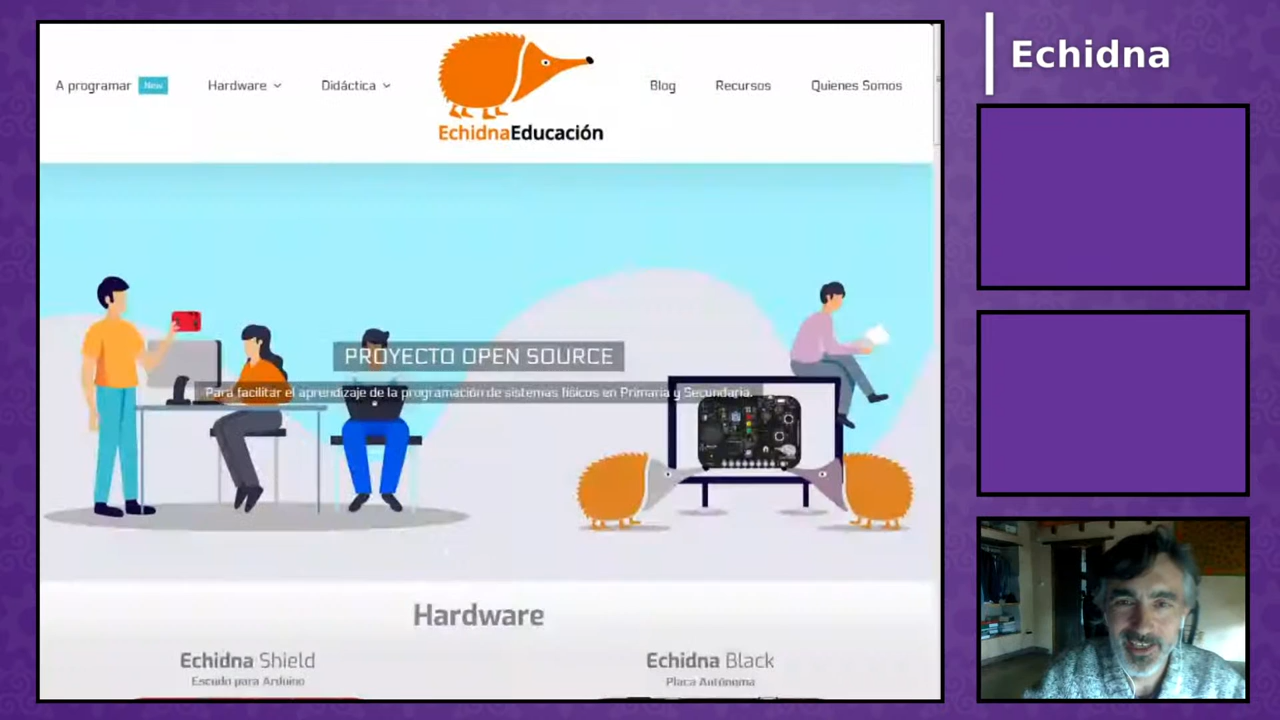 A programar New
Hardware
Didáctica
EchidnaEducación
Blog
Recursos
Quienes Somos
Echidna
PROYECTO OPEN SOURCE
Para facilitar el aprendizaje de la programación de sistemas físicos en Primaria y Secundaria.
Hardware
Echidna Shield
Escudo para Arduino
Echidna Black
Placa Autónoma